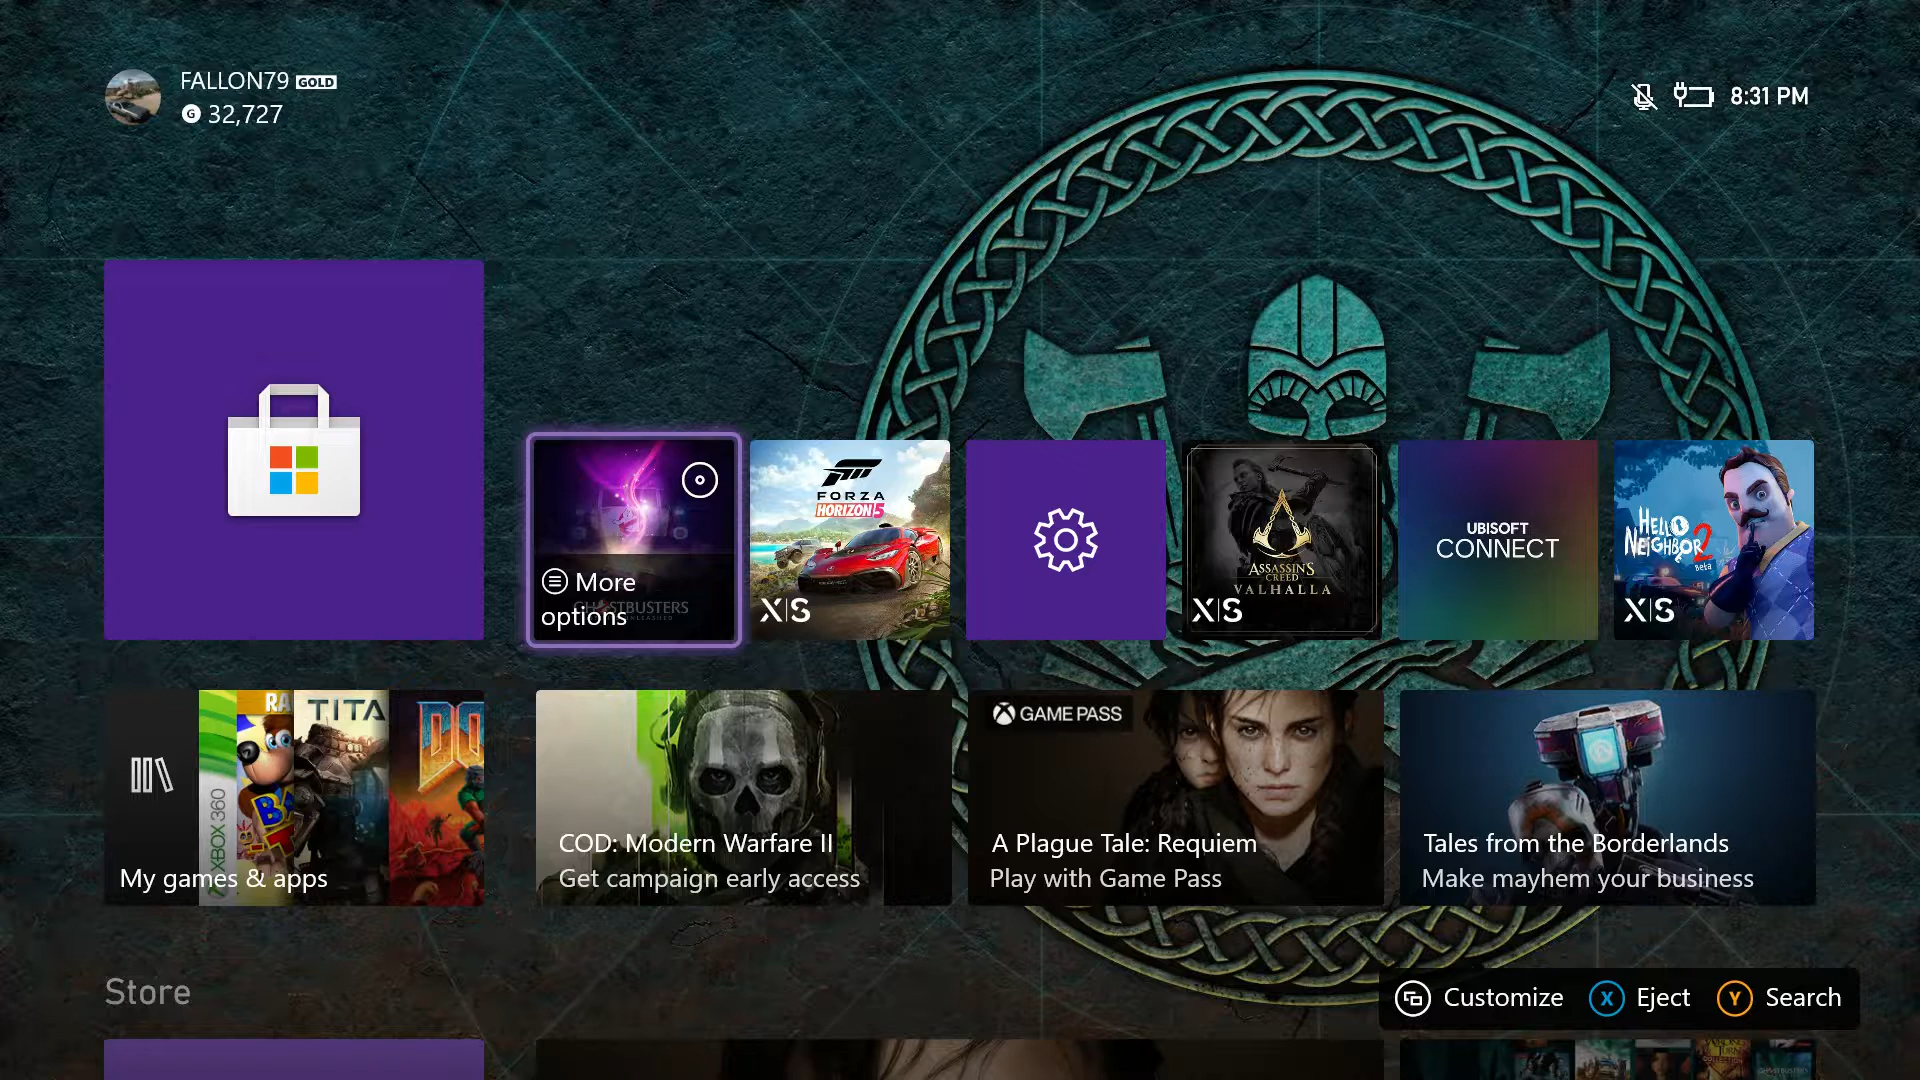 FALLON79 GOLD
G 32,727
8:31 PM
More
options
GHOSTBUSTERS
FORZA
HORIZON 5
X|S
ASSASSIN'S
CREED
VALHALLA
X|S
UBISOFT
CONNECT
HELLO
NEIGHBOR 2
Beta
X|S
XBOX 360
RA
BA
TITA
DO
My games & apps
COD: Modern Warfare II
Get campaign early access
GAME PASS
A Plague Tale: Requiem
Play with Game Pass
Tales from the Borderlands
Make mayhem your business
Store
Customize
X Eject
Y Search